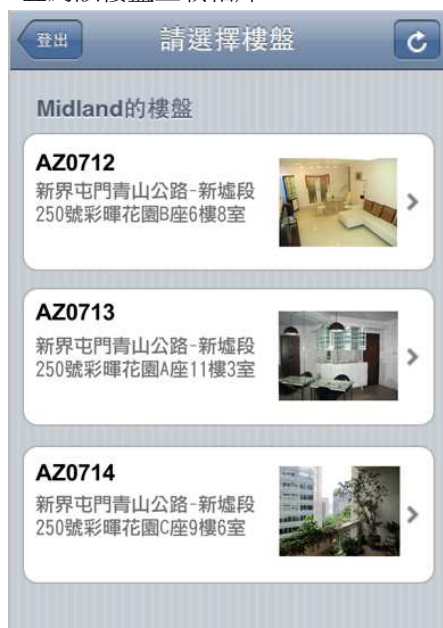 登出
請選擇樓盤
Midland的樓盤
AZ0712
新界屯門青山公路-新墟段
250號彩暉花園B座6樓8室
AZ0713
新界屯門青山公路-新墟段
250號彩暉花園A座11樓3室
AZ0714
新界屯門青山公路-新墟段
250號彩暉花園C座9樓6室